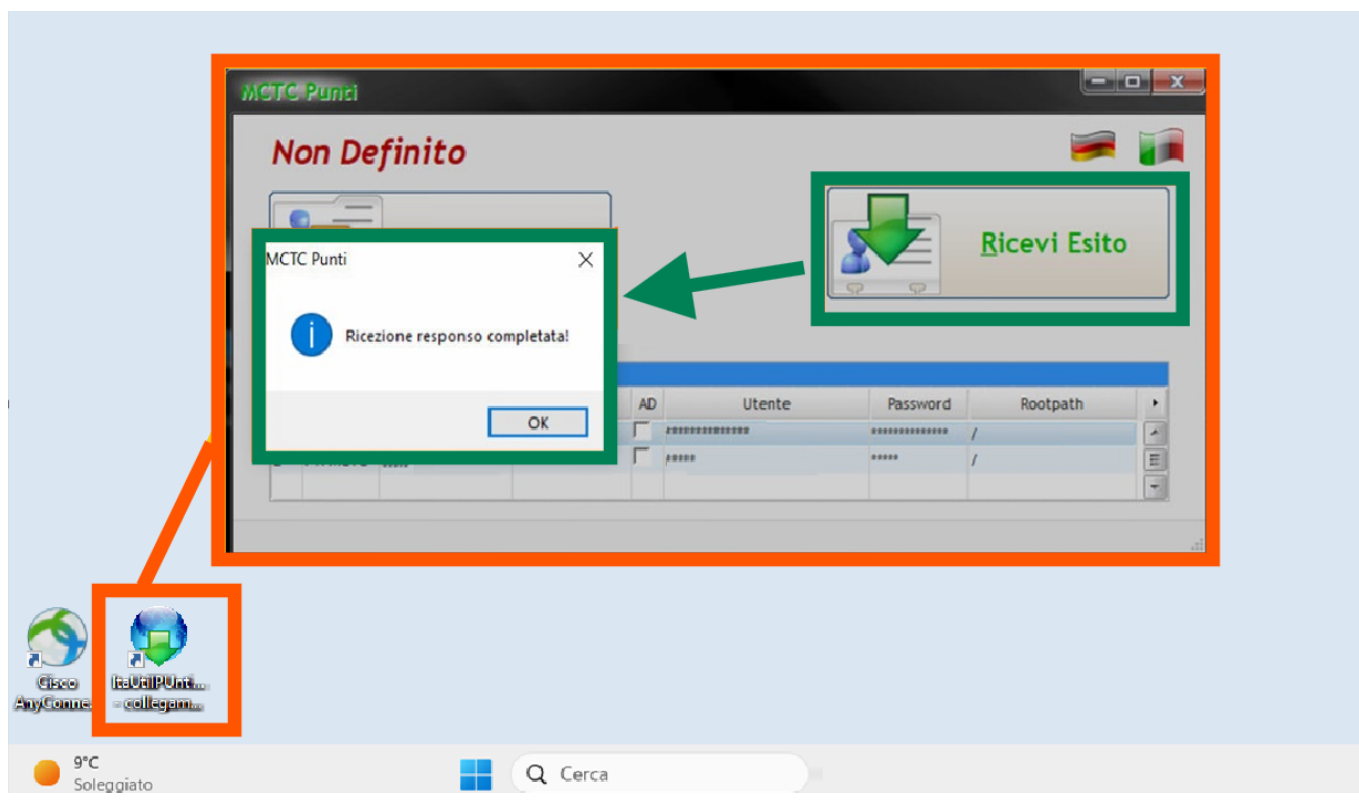 MCTC Punti
Non Definito
Ricevi Esito
MCTC Punti
Ricezione responso completata!
OK
AD Utente Password Rootpath
************** ************** /
***** ***** ***** /
Cisco
AnyConne...
ItaUtilPUnti...
- collegam...
9°C
Soleggiato
Cerca